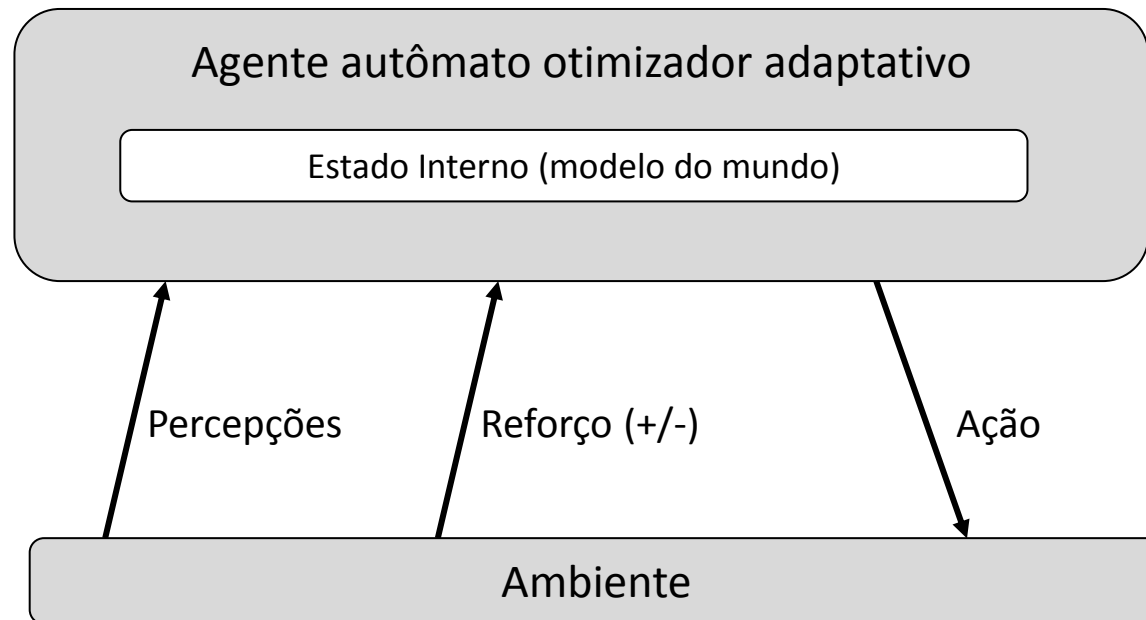 Agente autômato otimizador adaptativo
Estado Interno (modelo do mundo)
Percepções
Reforço (+/-)
Ação
Ambiente